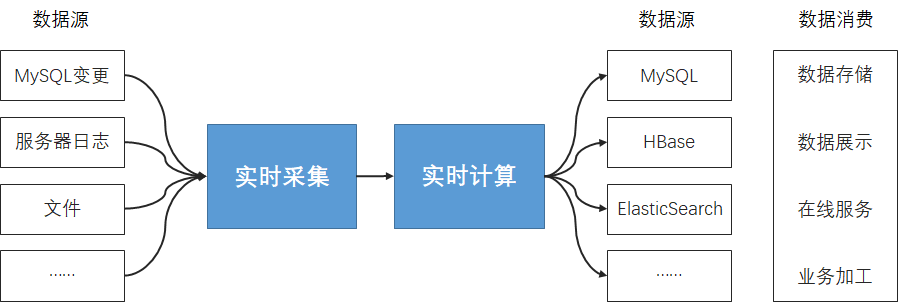 数据源
数据源
数据消费
MySQL变更
服务器日志
文件
……
实时采集
实时计算
MySQL
HBase
ElasticSearch
……
数据存储
数据展示
在线服务
业务加工